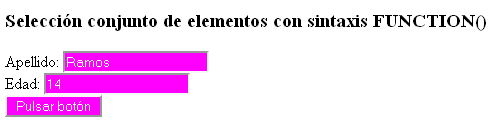 Selección conjunto de elementos con sintaxis FUNCTION()
Apellido: Ramos
Edad: 14
Pulsar botón